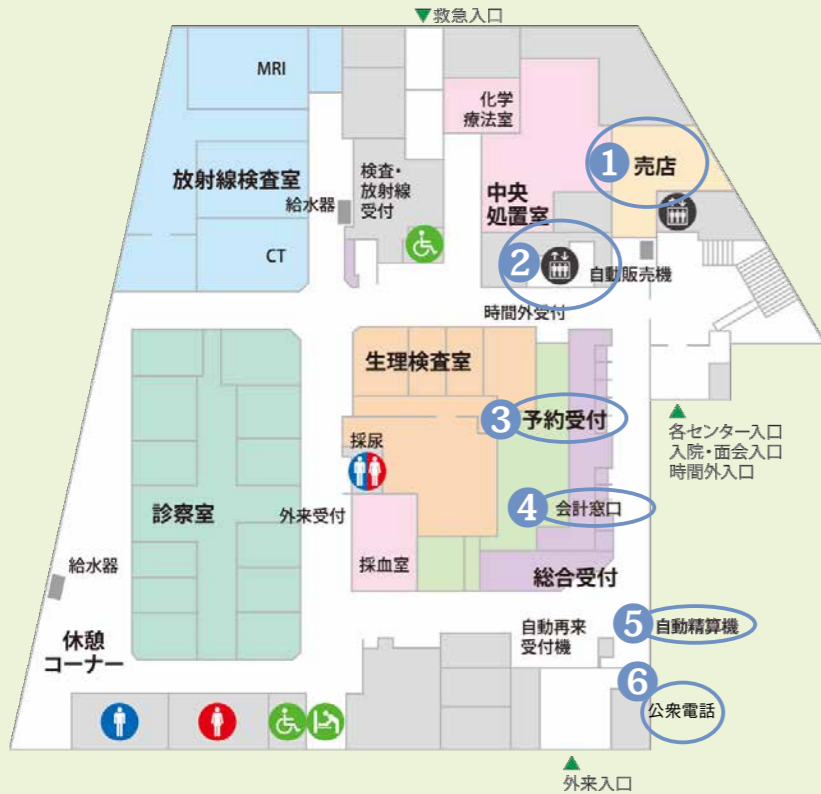 ▼救急入口
MRI
化学
療法室
1 売店
放射線検査室
検査・
放射線
受付
給水器
中央
処置室
CT
2
自動販売機
時間外受付
生理検査室
3 予約受付
各センター入口
入院・面会入口
時間外入口
採尿
診察室
外来受付
4 会計窓口
採血室
総合受付
給水器
自動再来
受付機
5 自動精算機
休憩
コーナー
6
公衆電話
▲
外来入口